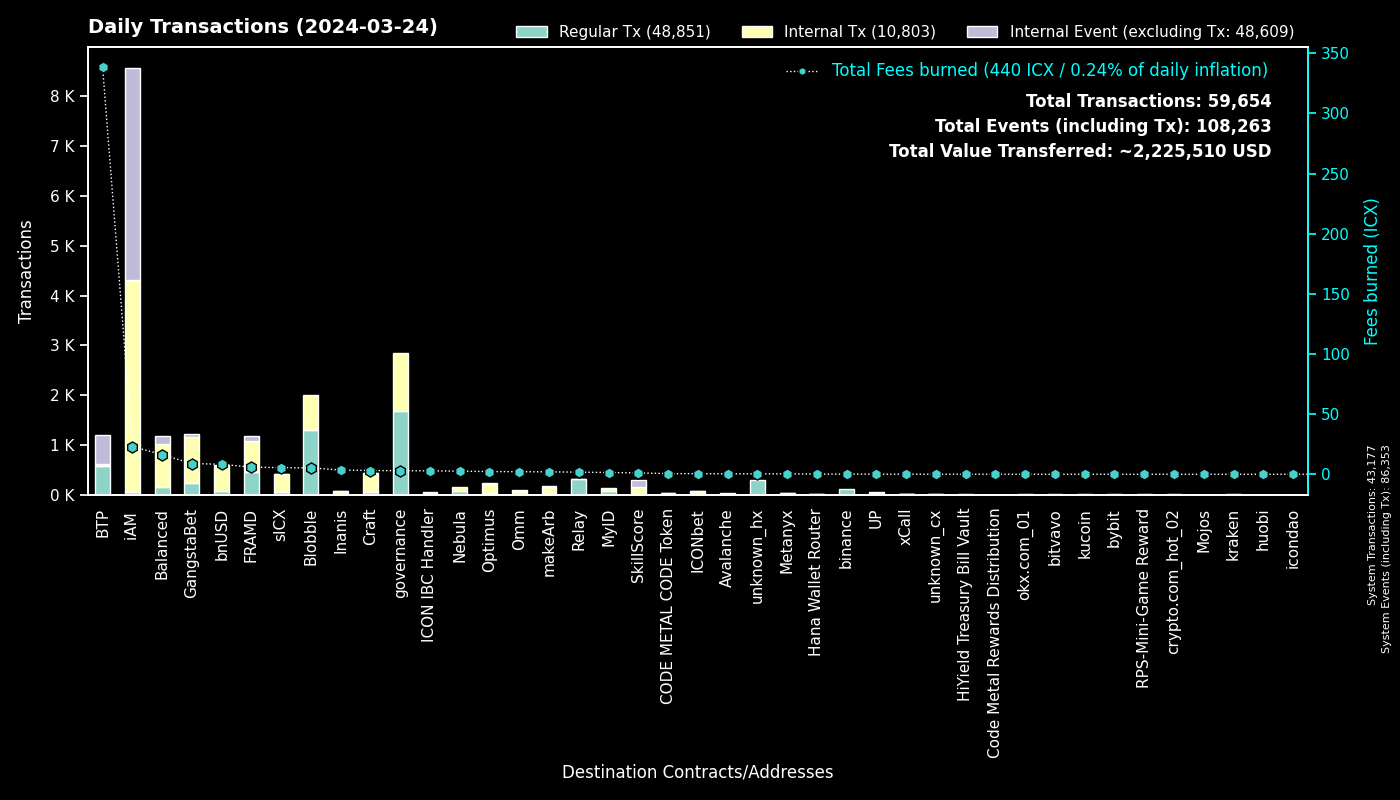 Daily Transactions (2024-03-24)
Regular Tx (48,851)
Internal Tx (10,803)
Internal Event (excluding Tx: 48,609)
Total Fees burned (440 ICX / 0.24% of daily inflation)
Total Transactions: 59,654
Total Events (including Tx): 108,263
Total Value Transferred: ~2,225,510 USD
Transactions
8 K
7 K
6 K
5 K
4 K
3 K
2 K
1 K
0 K
350
300
250
200
150
100
50
0
Fees burned (ICX)
BTP
iAM
Balanced
GangstaBet
bnUSD
FRAMD
sICX
Blobble
Inanis
Craft
governance
ICON IBC Handler
Nebula
Optimus
Omm
makeArb
Relay
MyID
SkillScore
CODE METAL CODE Token
ICONbet
Avalanche
unknown_hx
Metanyx
Hana Wallet Router
binance
UP
xCall
unknown_cx
HiYield Treasury Bill Vault
Code Metal Rewards Distribution
okx.com_01
bitvavo
kucoin
bybit
RPS-Mini-Game Reward
crypto.com_hot_02
Mojos
kraken
huobi
icondao
Destination Contracts/Addresses
System Transactions: 43,177
System Events (including Tx): 86,353